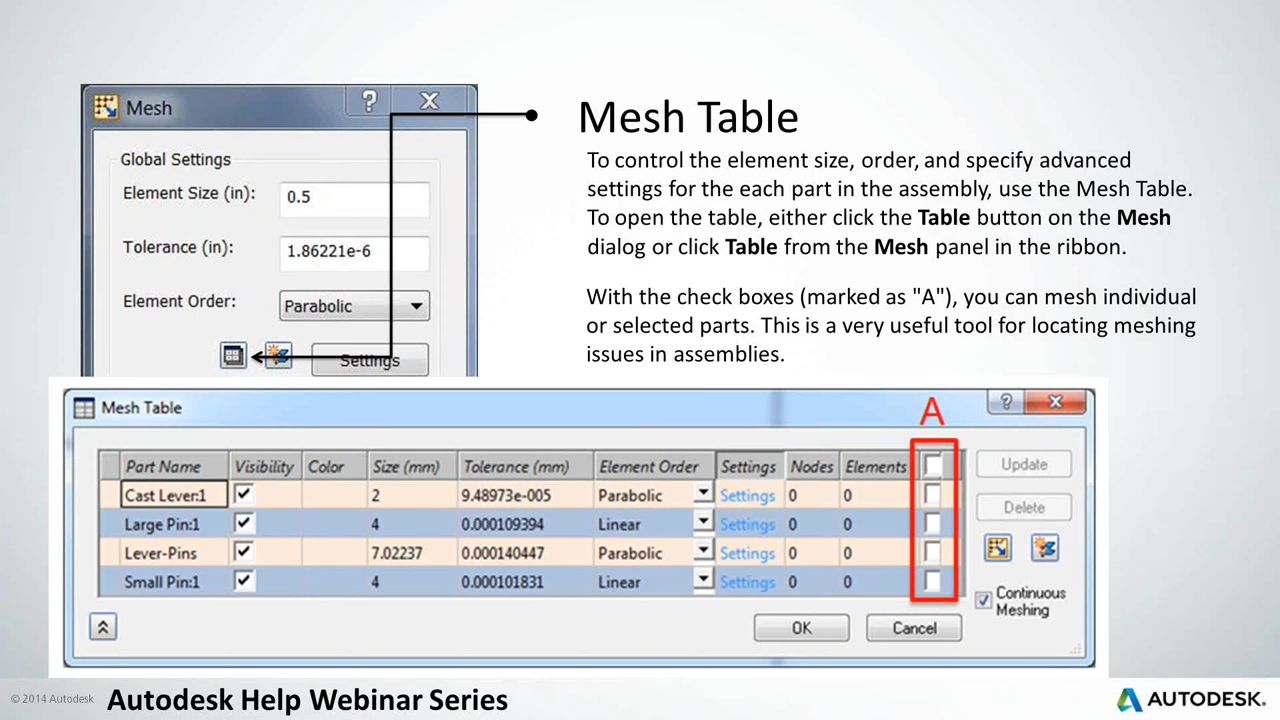 Mesh
Global Settings
Element Size (in): 0.5
Tolerance (in): 1.86221e-6
Element Order: Parabolic
Settings
Mesh Table
To control the element size, order, and specify advanced
settings for the each part in the assembly, use the Mesh Table.
To open the table, either click the Table button on the Mesh
dialog or click Table from the Mesh panel in the ribbon.
With the check boxes (marked as "A"), you can mesh individual
or selected parts. This is a very useful tool for locating meshing
issues in assemblies.
Mesh Table
A
Part Name Visibility Color Size (mm) Tolerance (mm) Element Order Settings Nodes Elements
Cast Lever:1 2 9.48973e-005 Parabolic Settings 0 0
Large Pin:1 4 0.000109394 Linear Settings 0 0
Lever-Pins 7.02237 0.000140447 Parabolic Settings 0 0
Small Pin:1 4 0.000101831 Linear Settings 0 0
Update
Delete
Continuous
Meshing
OK Cancel
© 2014 Autodesk
Autodesk Help Webinar Series
AUTODESK.